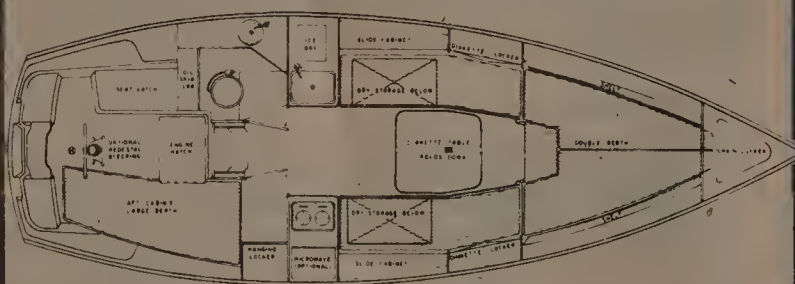 ICE
BOX
SLIDE CABINET
DINETTE LOCKER
SEAT HATCH
OIL
SKIN
LKR
DRY STORAGE BELOW
OPTIONAL
PEDESTAL
STEERING
ENGINE
HATCH
DINETTE TABLE
FOLDS DOWN
DOUBLE BERTH
CHAIN LOCKER
AFT CABIN
LARGE BERTH
DRY STORAGE BELOW
HANGING
LOCKER
MICROWAVE
(OPTIONAL)
SLIDE CABINET
DINETTE LOCKER